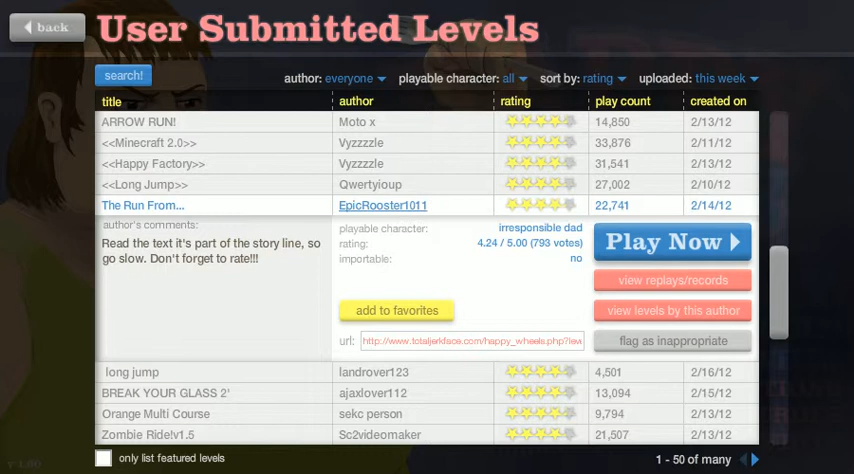 back
User Submitted Levels
search!
author: everyone playable character: all sort by: rating uploaded: this week
title author rating play count created on
ARROW RUN! Moto x 14,850 2/13/12
<<Minecraft 2.0>> Vyzzzzle 33,876 2/11/12
<<Happy Factory>> Vyzzzzle 31,541 2/13/12
<<Long Jump>> Qwertyioup 27,002 2/10/12
The Run From... EpicRooster1011 22,741 2/14/12
author's comments:
Read the text it's part of the story line, so
go slow. Don't forget to rate!!!
playable character: irresponsible dad
rating: 4.24 / 5.00 (793 votes)
importable: no
add to favorites
url: http://www.totaljerkface.com/happy_wheels.php?lev
Play Now
view replays/records
view levels by this author
flag as inappropriate
long jump landrover123 4,501 2/16/12
BREAK YOUR GLASS 2' ajaxlover112 13,094 2/15/12
Orange Multi Course sekc person 9,794 2/13/12
Zombie Ride!v1.5 Sc2videomaker 21,507 2/13/12
only list featured levels
1 - 50 of many